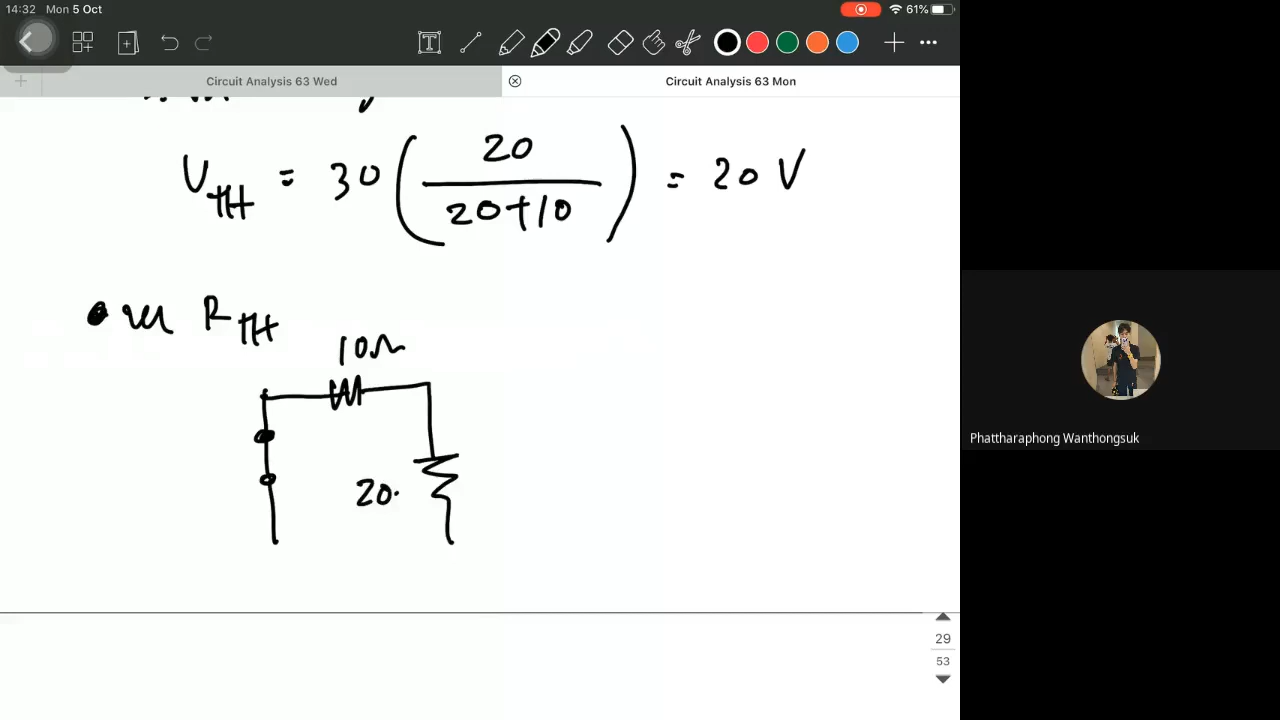 14:32 Mon 5 Oct
61%
Circuit Analysis 63 Wed
Circuit Analysis 63 Mon
V_TH = 30 ( 20 / 20+10 ) = 20 V
• หา R_TH
10Ω
20
29
53
Phattharaphong Wanthongsuk